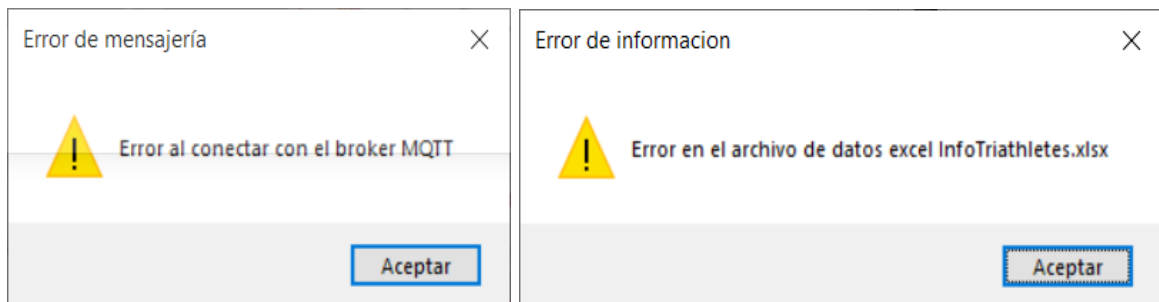 Error de mensajería
Error al conectar con el broker MQTT
Aceptar
Error de informacion
Error en el archivo de datos excel InfoTriathletes.xlsx
Aceptar